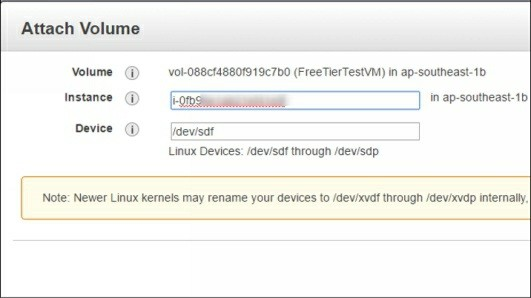 Attach Volume
Volume vol-088cf4880f919c7b0 (FreeTierTestVM) in ap-southeast-1b
Instance i-0fb9 in ap-southeast-1b
Device /dev/sdf
Linux Devices: /dev/sdf through /dev/sdp
Note: Newer Linux kernels may rename your devices to /dev/xvdf through /dev/xvdp internally,